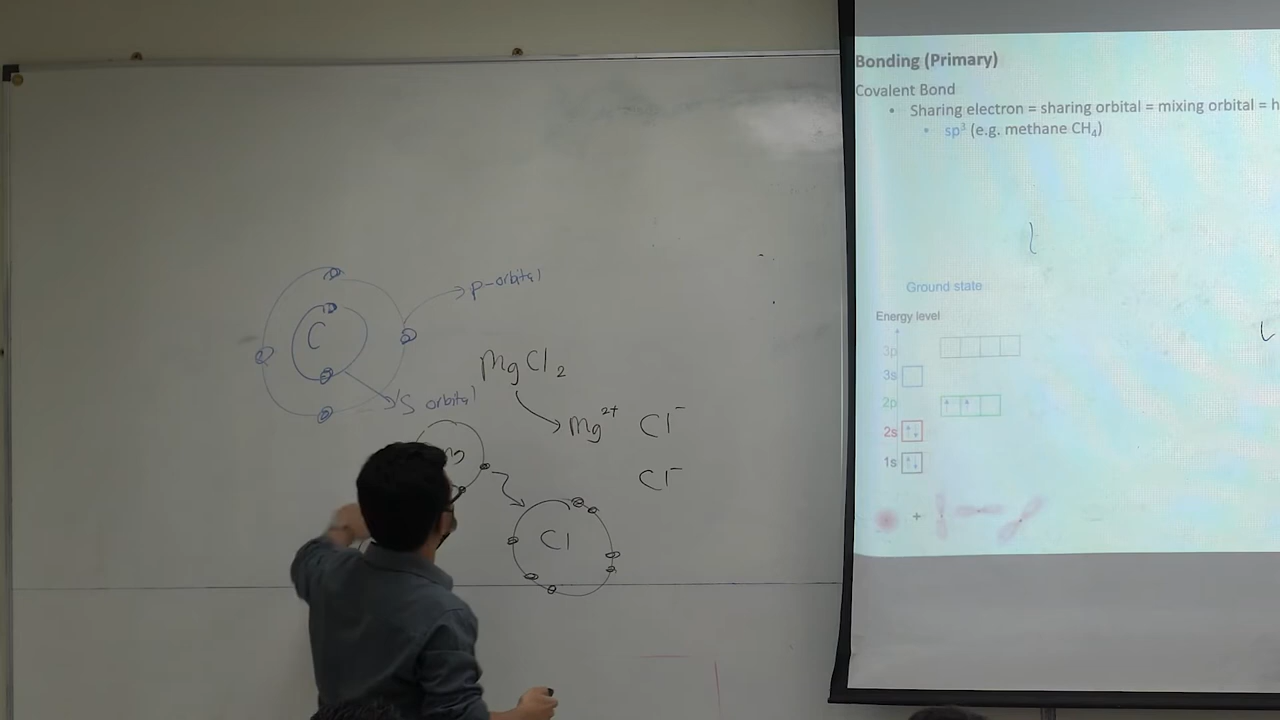 C
p-orbital
S orbital
MgCl2
Mg2+ Cl-
Cl-
Cl
Bonding (Primary)
Covalent Bond
• Sharing electron = sharing orbital = mixing orbital = h
• sp3 (e.g. methane CH4)
Ground state
Energy level
3p
3s
2p
2s
1s
+